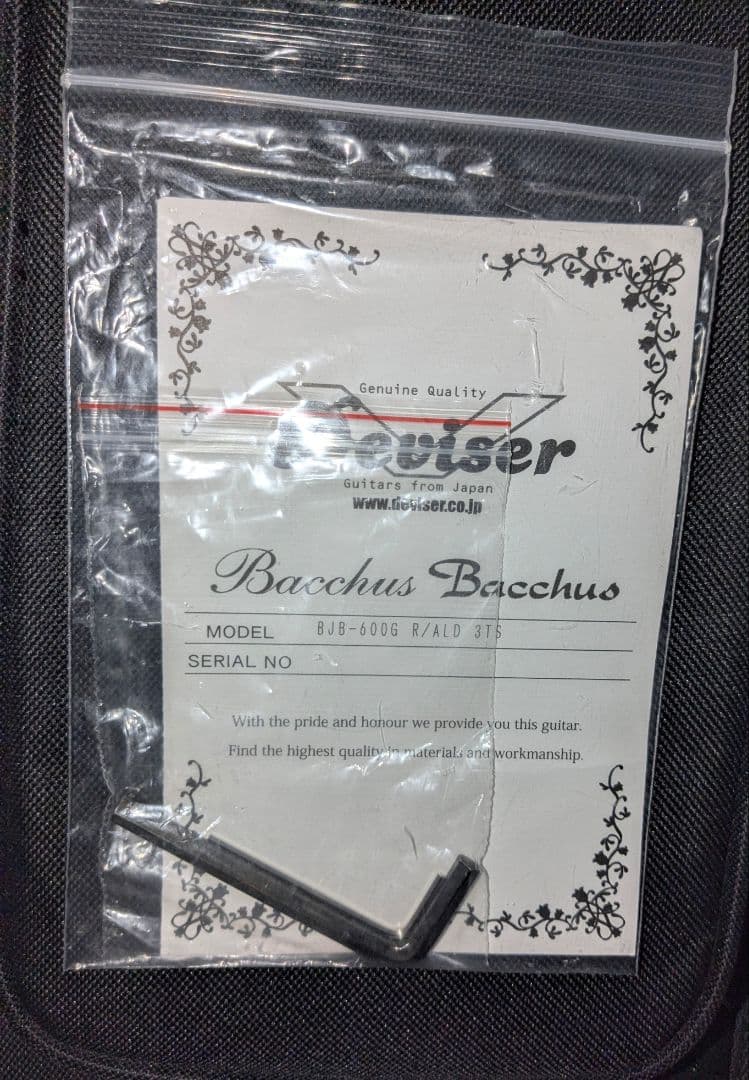 Genuine Quality
Deviser
Guitars from Japan
www.deviser.co.jp
Bacchus Bacchus
MODEL BJB-600G R/ALD 3TS
SERIAL NO
With the pride and honour we provide you this guitar.
Find the highest quality in materials and workmanship.